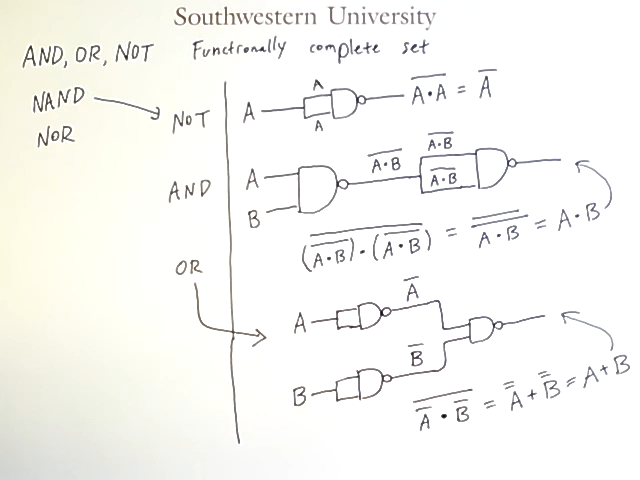 Southwestern University
AND, OR, NOT Functionally complete set
NAND
NOR
NOT A A A A̅·̅A̅ = A̅
AND A B A̅·̅B̅ A̅·̅B̅ A̅·̅B̅
(̅A̅·̅B̅)̅·̅(̅A̅·̅B̅)̅ = A̿·̿B̿ = A·B
OR
A A̅
B B̅
A̅ · B̅ = A̿ + B̿ = A + B